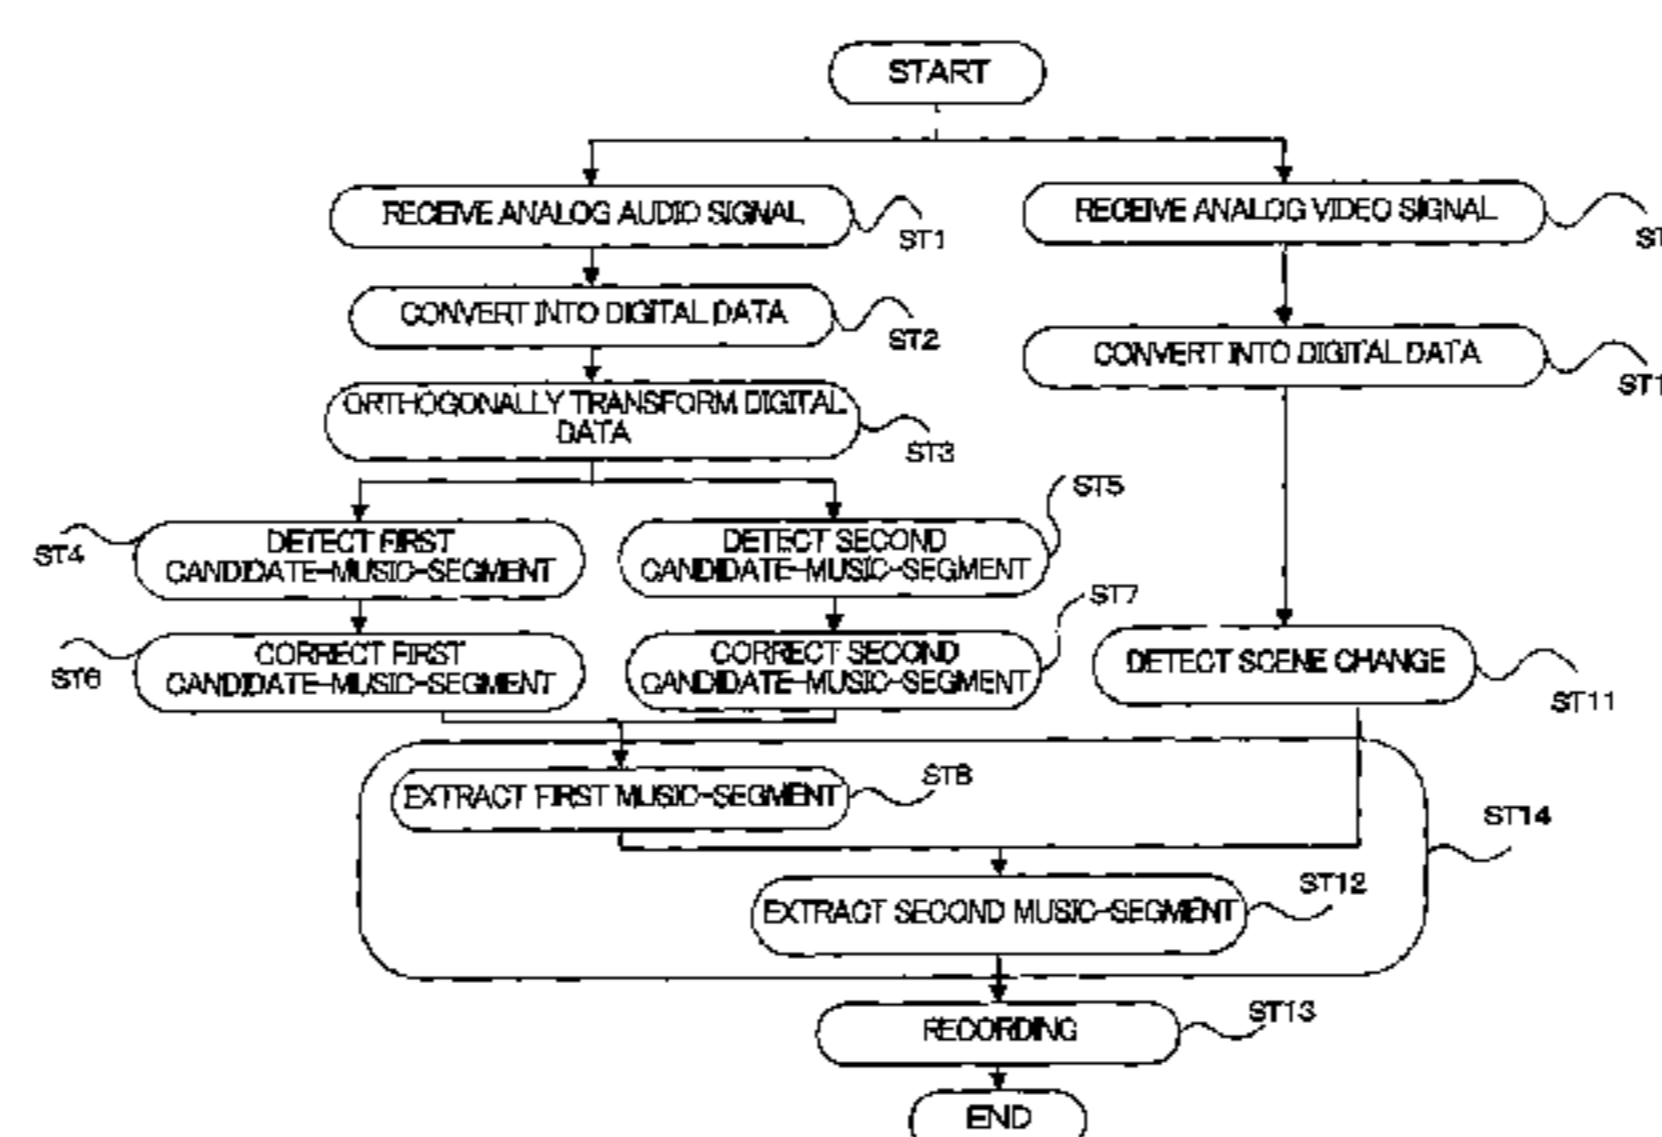 START
RECEIVE ANALOG AUDIO SIGNAL
ST1
RECEIVE ANALOG VIDEO SIGNAL
CONVERT INTO DIGITAL DATA
ST2
CONVERT INTO DIGITAL DATA
ORTHOGONALLY TRANSFORM DIGITAL
DATA
ST3
ST4
DETECT FIRST
CANDIDATE-MUSIC-SEGMENT
ST5
DETECT SECOND
CANDIDATE-MUSIC-SEGMENT
ST6
CORRECT FIRST
CANDIDATE-MUSIC-SEGMENT
ST7
CORRECT SECOND
CANDIDATE-MUSIC-SEGMENT
DETECT SCENE CHANGE
ST11
EXTRACT FIRST MUSIC-SEGMENT
ST8
ST14
EXTRACT SECOND MUSIC-SEGMENT
ST12
RECORDING
ST13
END